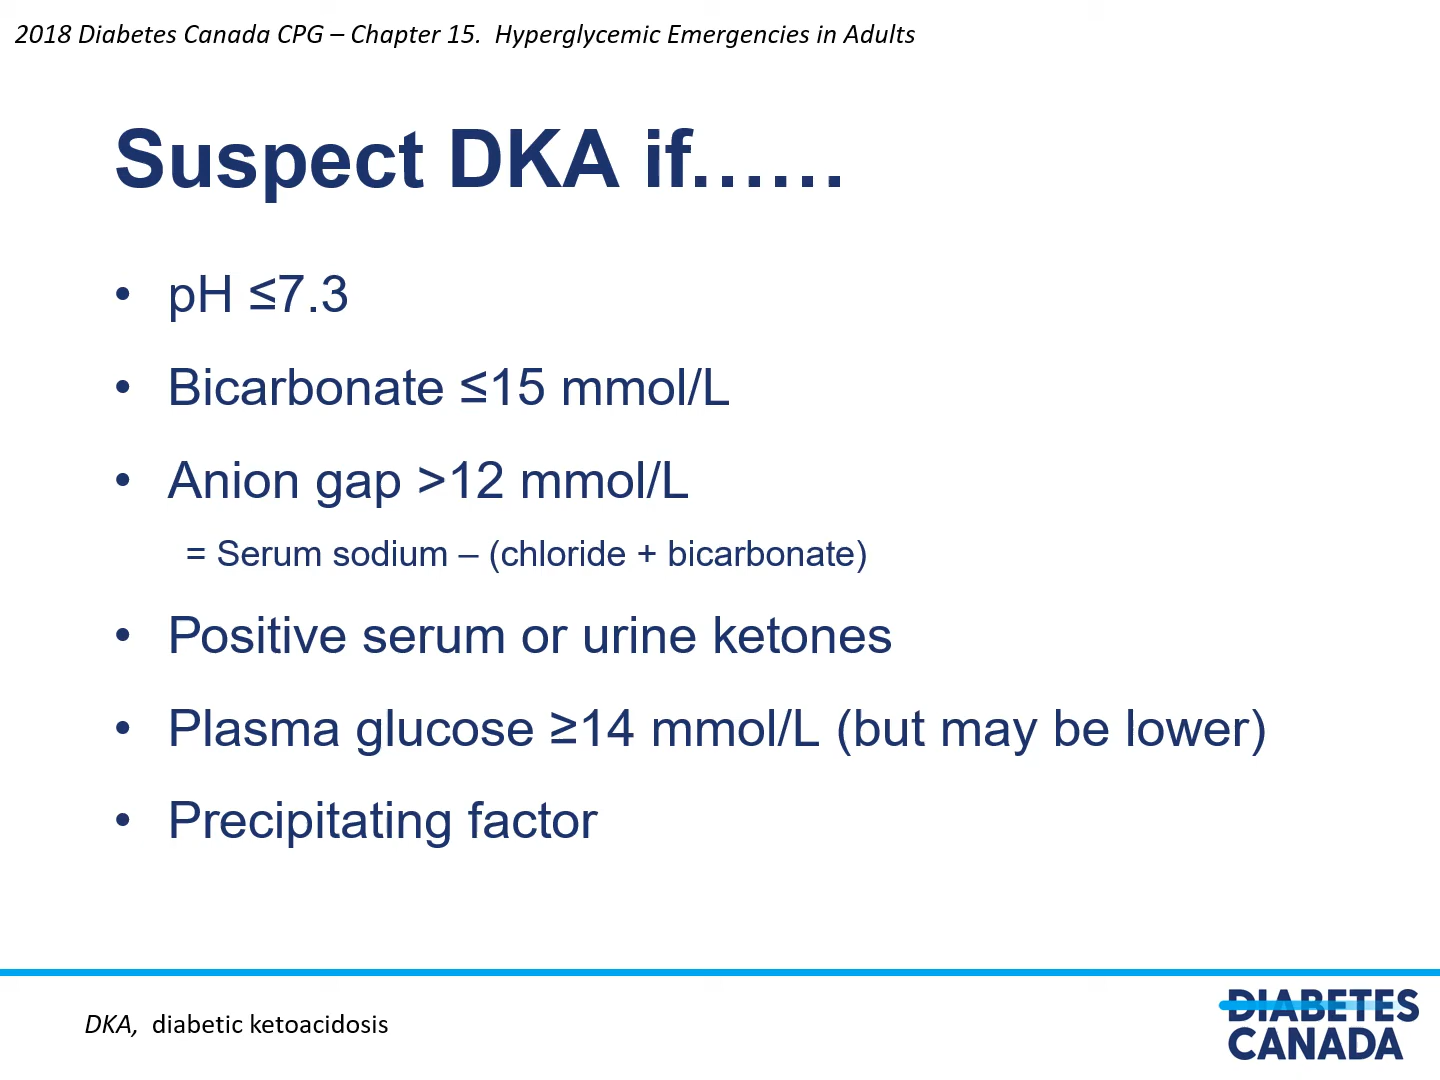 2018 Diabetes Canada CPG – Chapter 15.  Hyperglycemic Emergencies in Adults
Suspect DKA if……
• pH ≤7.3
• Bicarbonate ≤15 mmol/L
• Anion gap >12 mmol/L
= Serum sodium – (chloride + bicarbonate)
• Positive serum or urine ketones
• Plasma glucose ≥14 mmol/L (but may be lower)
• Precipitating factor
DKA,  diabetic ketoacidosis
DIABETES
CANADA